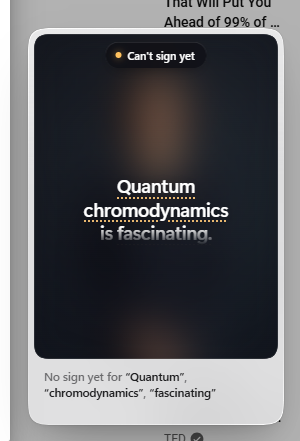 That Will Put You
Ahead of 99% of ...
Can't sign yet
Quantum
chromodynamics
is fascinating.
No sign yet for "Quantum",
"chromodynamics", "fascinating"
TED